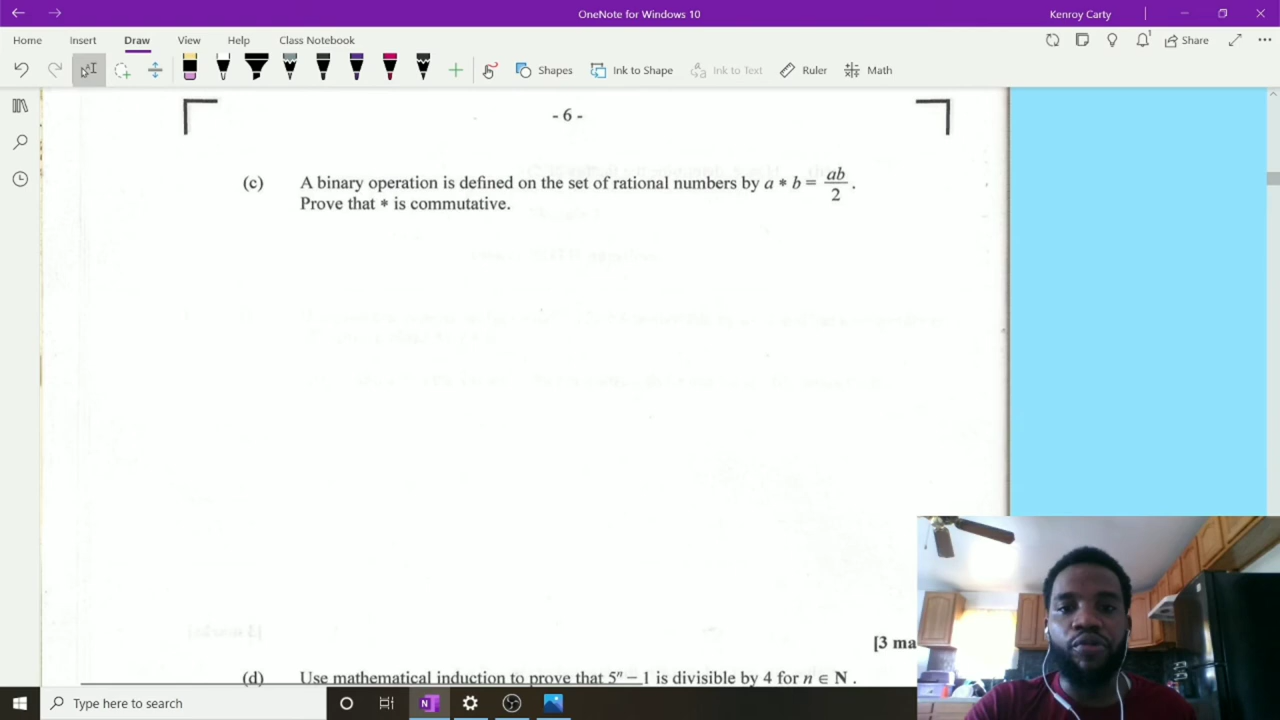 OneNote for Windows 10
Kenroy Carty
Home Insert Draw View Help Class Notebook
Share
Shapes Ink to Shape Ink to Text Ruler Math
- 6 -
(c) A binary operation is defined on the set of rational numbers by a * b = ab/2 .
Prove that * is commutative.
[3 ma
(d) Use mathematical induction to prove that 5ⁿ – 1 is divisible by 4 for n ∈ N .
Type here to search